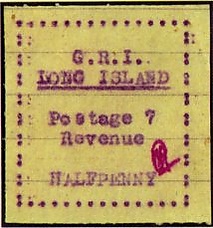 G.R.I.
LONG ISLAND
Postage 7
Revenue
HALFPENNY